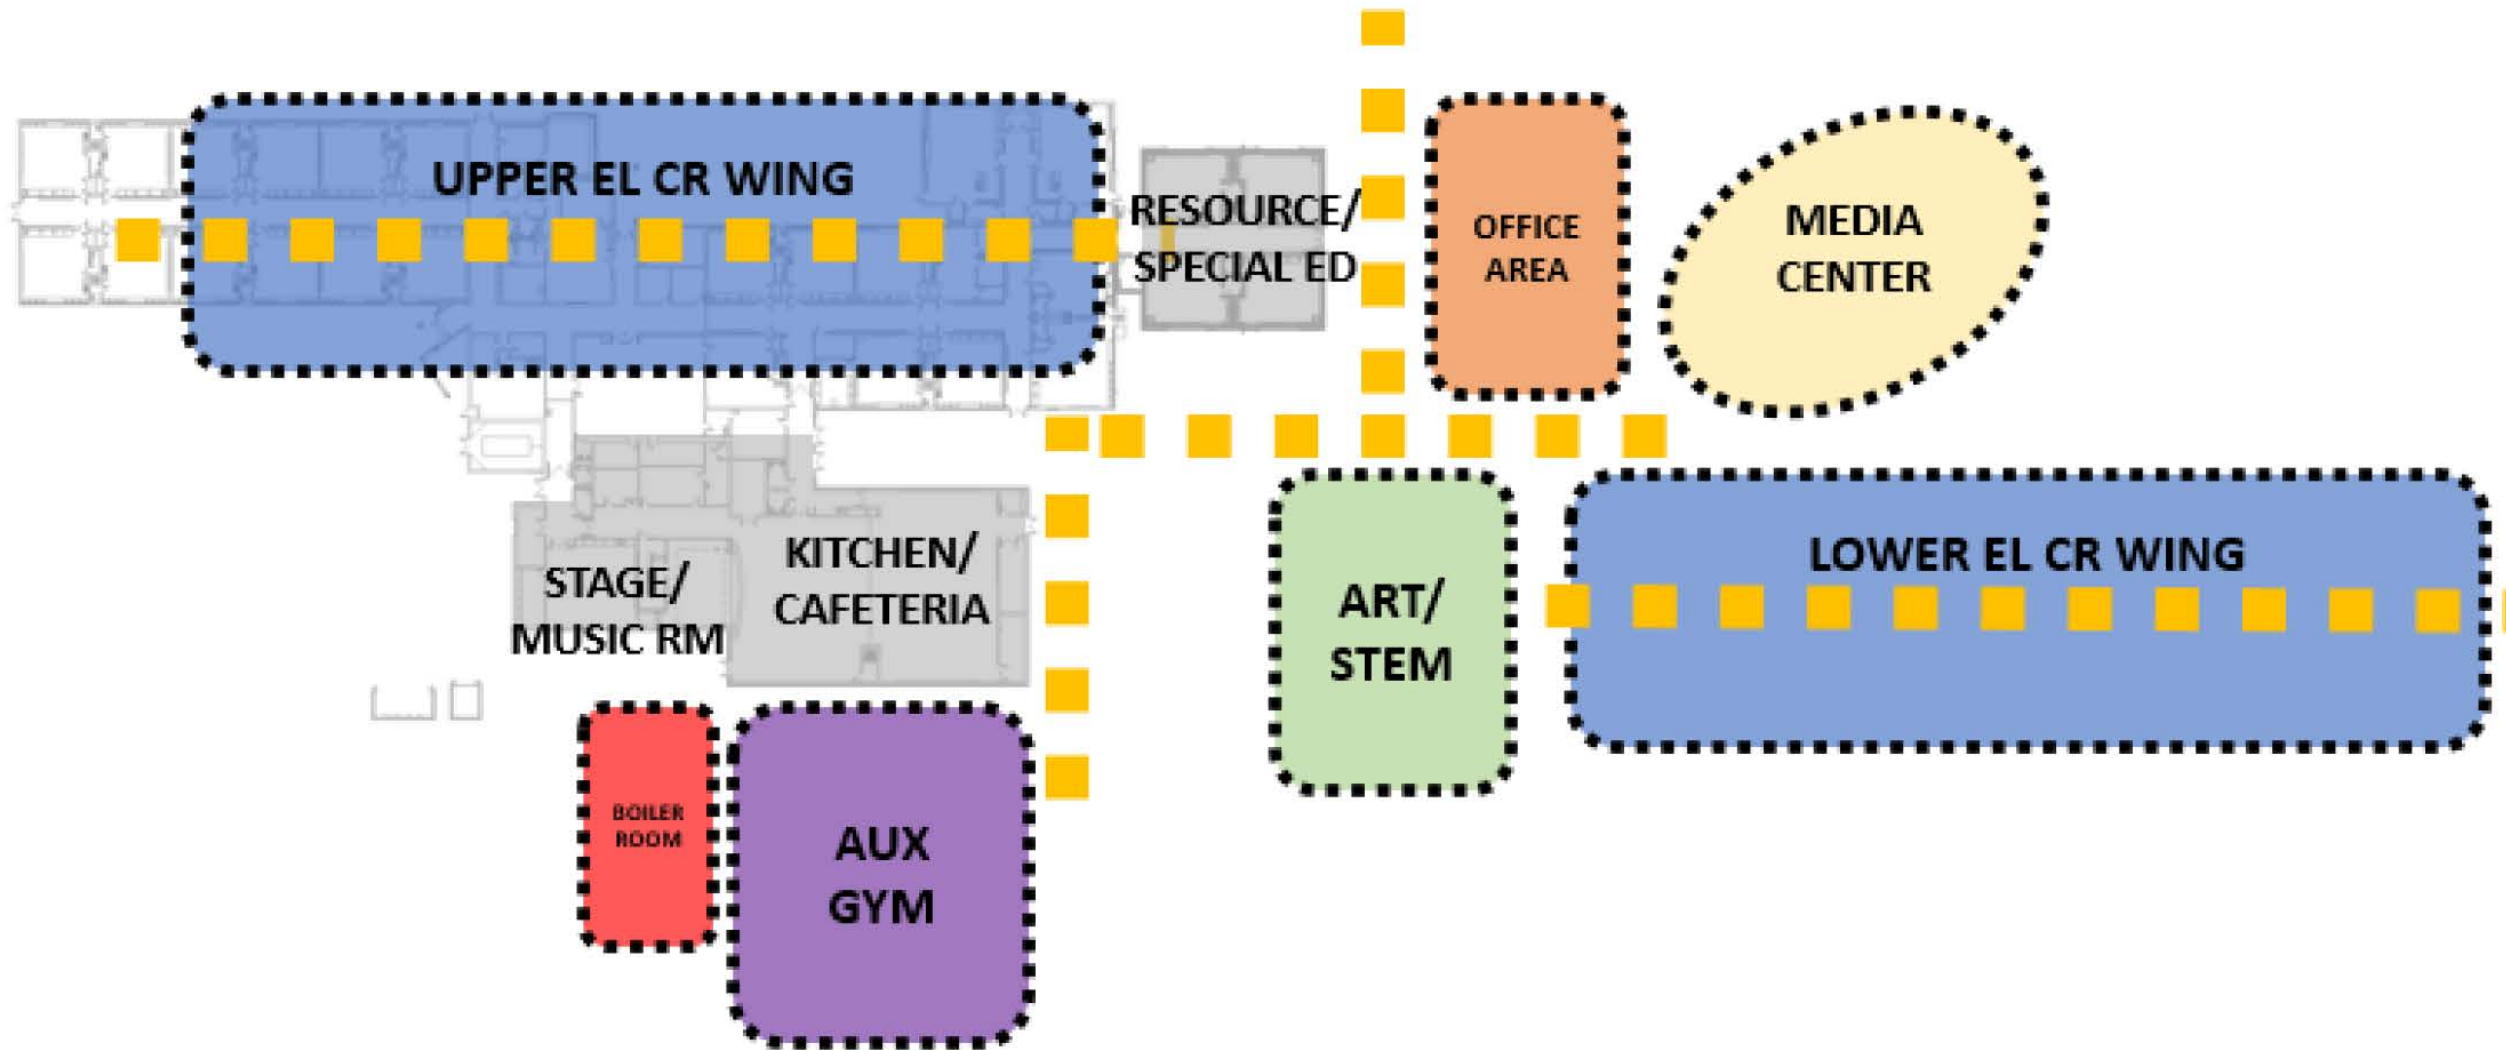 UPPER EL CR WING
RESOURCE/
SPECIAL ED
OFFICE
AREA
MEDIA
CENTER
STAGE/
MUSIC RM
KITCHEN/
CAFETERIA
ART/
STEM
LOWER EL CR WING
BOILER
ROOM
AUX
GYM